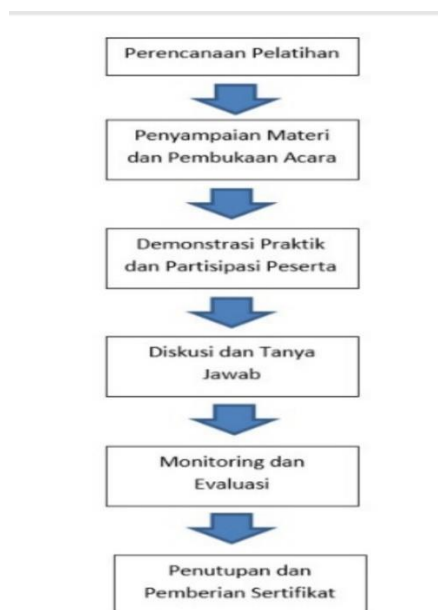 Perencanaan Pelatihan
Penyampaian Materi
dan Pembukaan Acara
Demonstrasi Praktik
dan Partisipasi Peserta
Diskusi dan Tanya
Jawab
Monitoring dan
Evaluasi
Penutupan dan
Pemberian Sertifikat